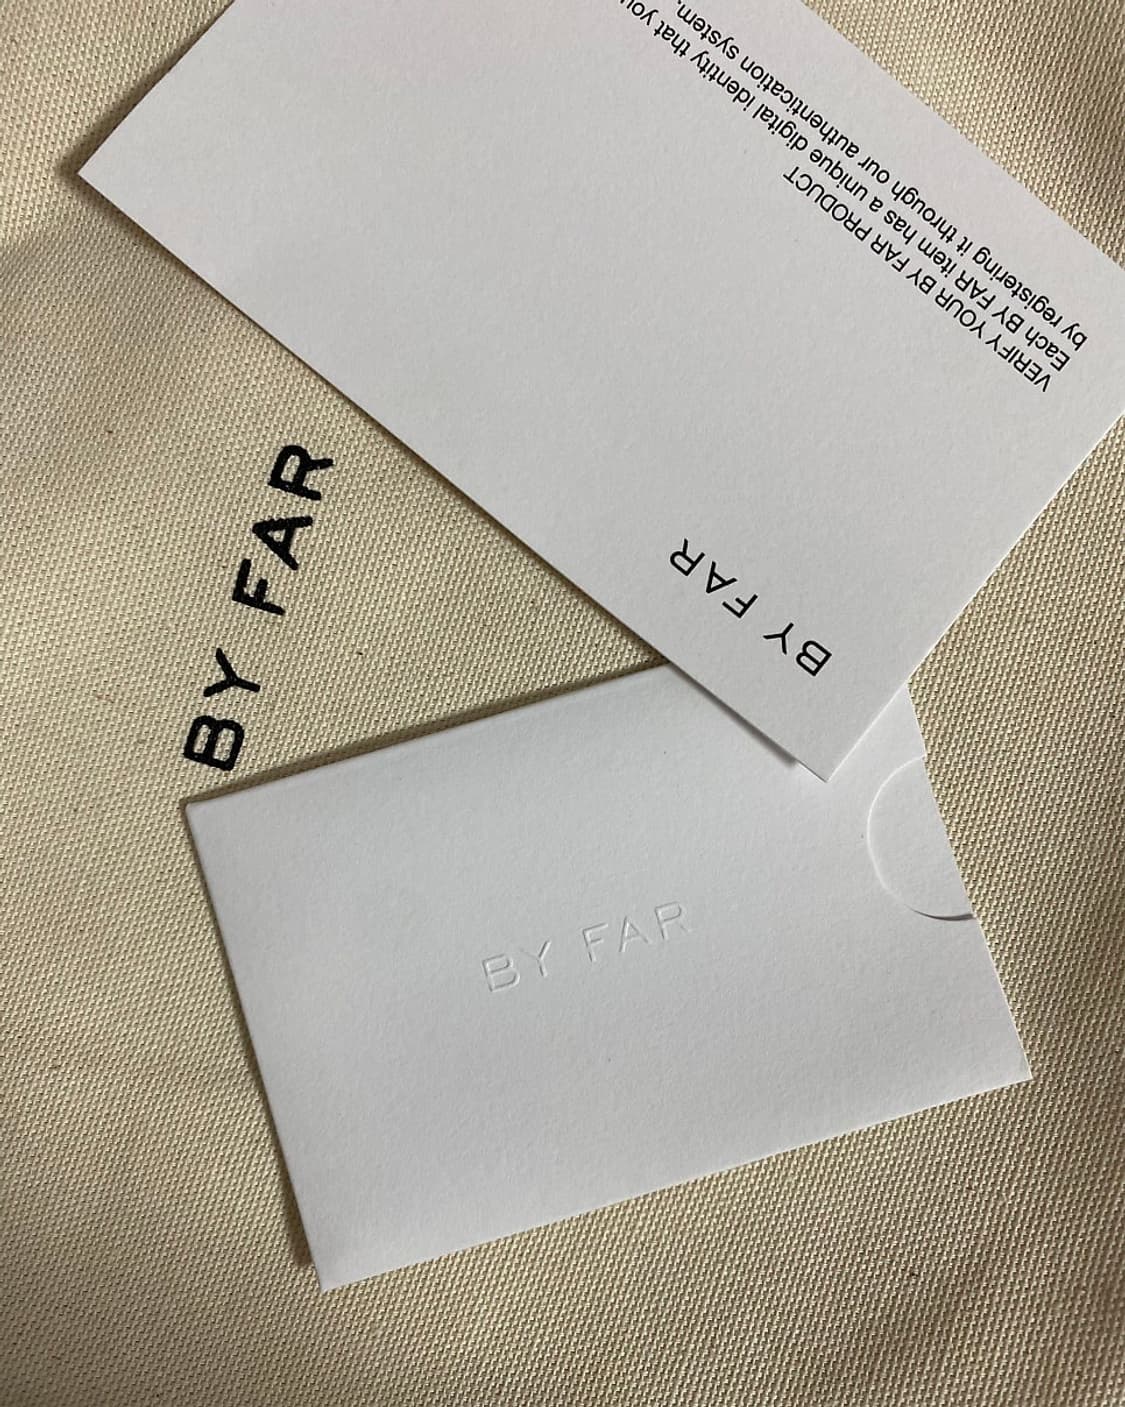 VERIFY YOUR BY FAR PRODUCT
Each BY FAR item has a unique digital identity that
by registering it through our authentication system.
BY FAR
BY FAR
BY FAR